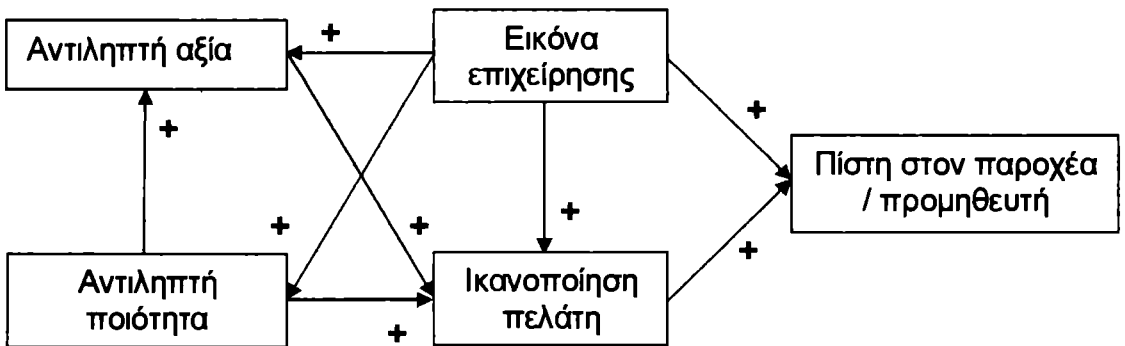 Αντιληπτή αξία
+
Εικόνα
επιχείρησης
+
+
Πίστη στον παροχέα
/ προμηθευτή
+
+
+
+
Αντιληπτή
ποιότητα
+
Ικανοποίηση
πελάτη